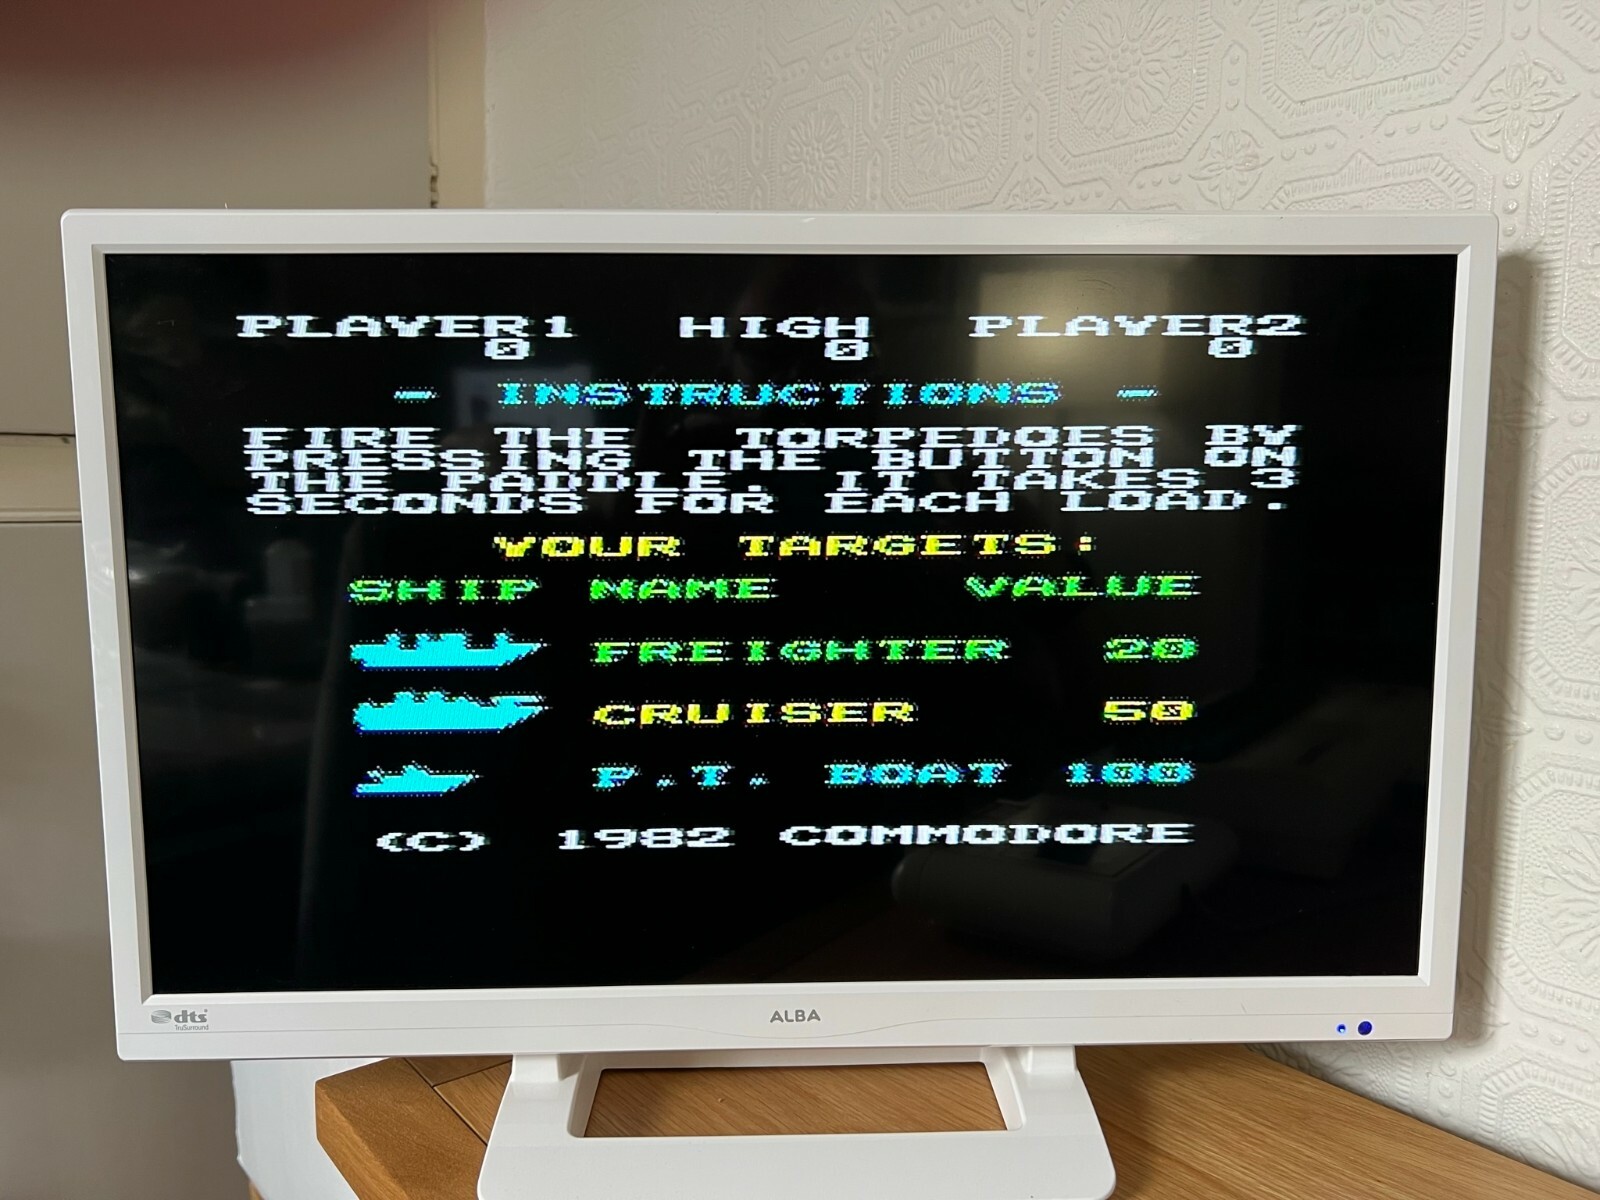 PLAYER1 HIGH PLAYER2
0 0 0
- INSTRUCTIONS -
FIRE THE TORPEDOES BY
PRESSING THE BUTTON ON
THE PADDLE. IT TAKES 3
SECONDS FOR EACH LOAD.
YOUR TARGETS:
SHIP NAME VALUE
FREIGHTER 20
CRUISER 50
P.T. BOAT 100
(C) 1982 COMMODORE
dts
TruSurround
ALBA